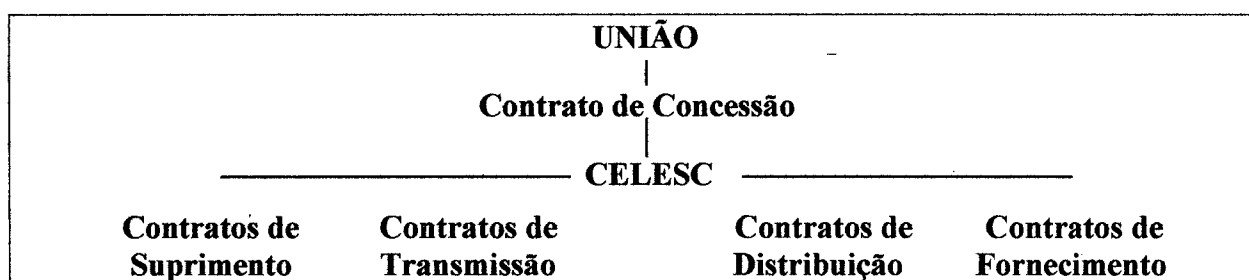 UNIÃO
Contrato de Concessão
CELESC
Contratos de Contratos de Contratos de Contratos de
Suprimento Transmissão Distribuição Fornecimento